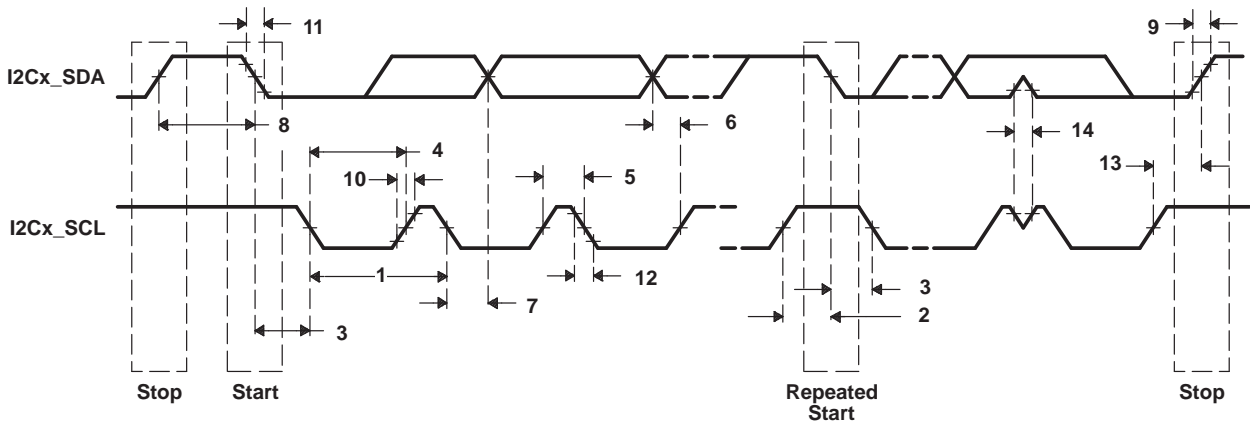 11
9
I2Cx_SDA
8
6
14
4
10
5
13
I2Cx_SCL
1
12
7
3
3
2
Stop
Start
Repeated
Start
Stop